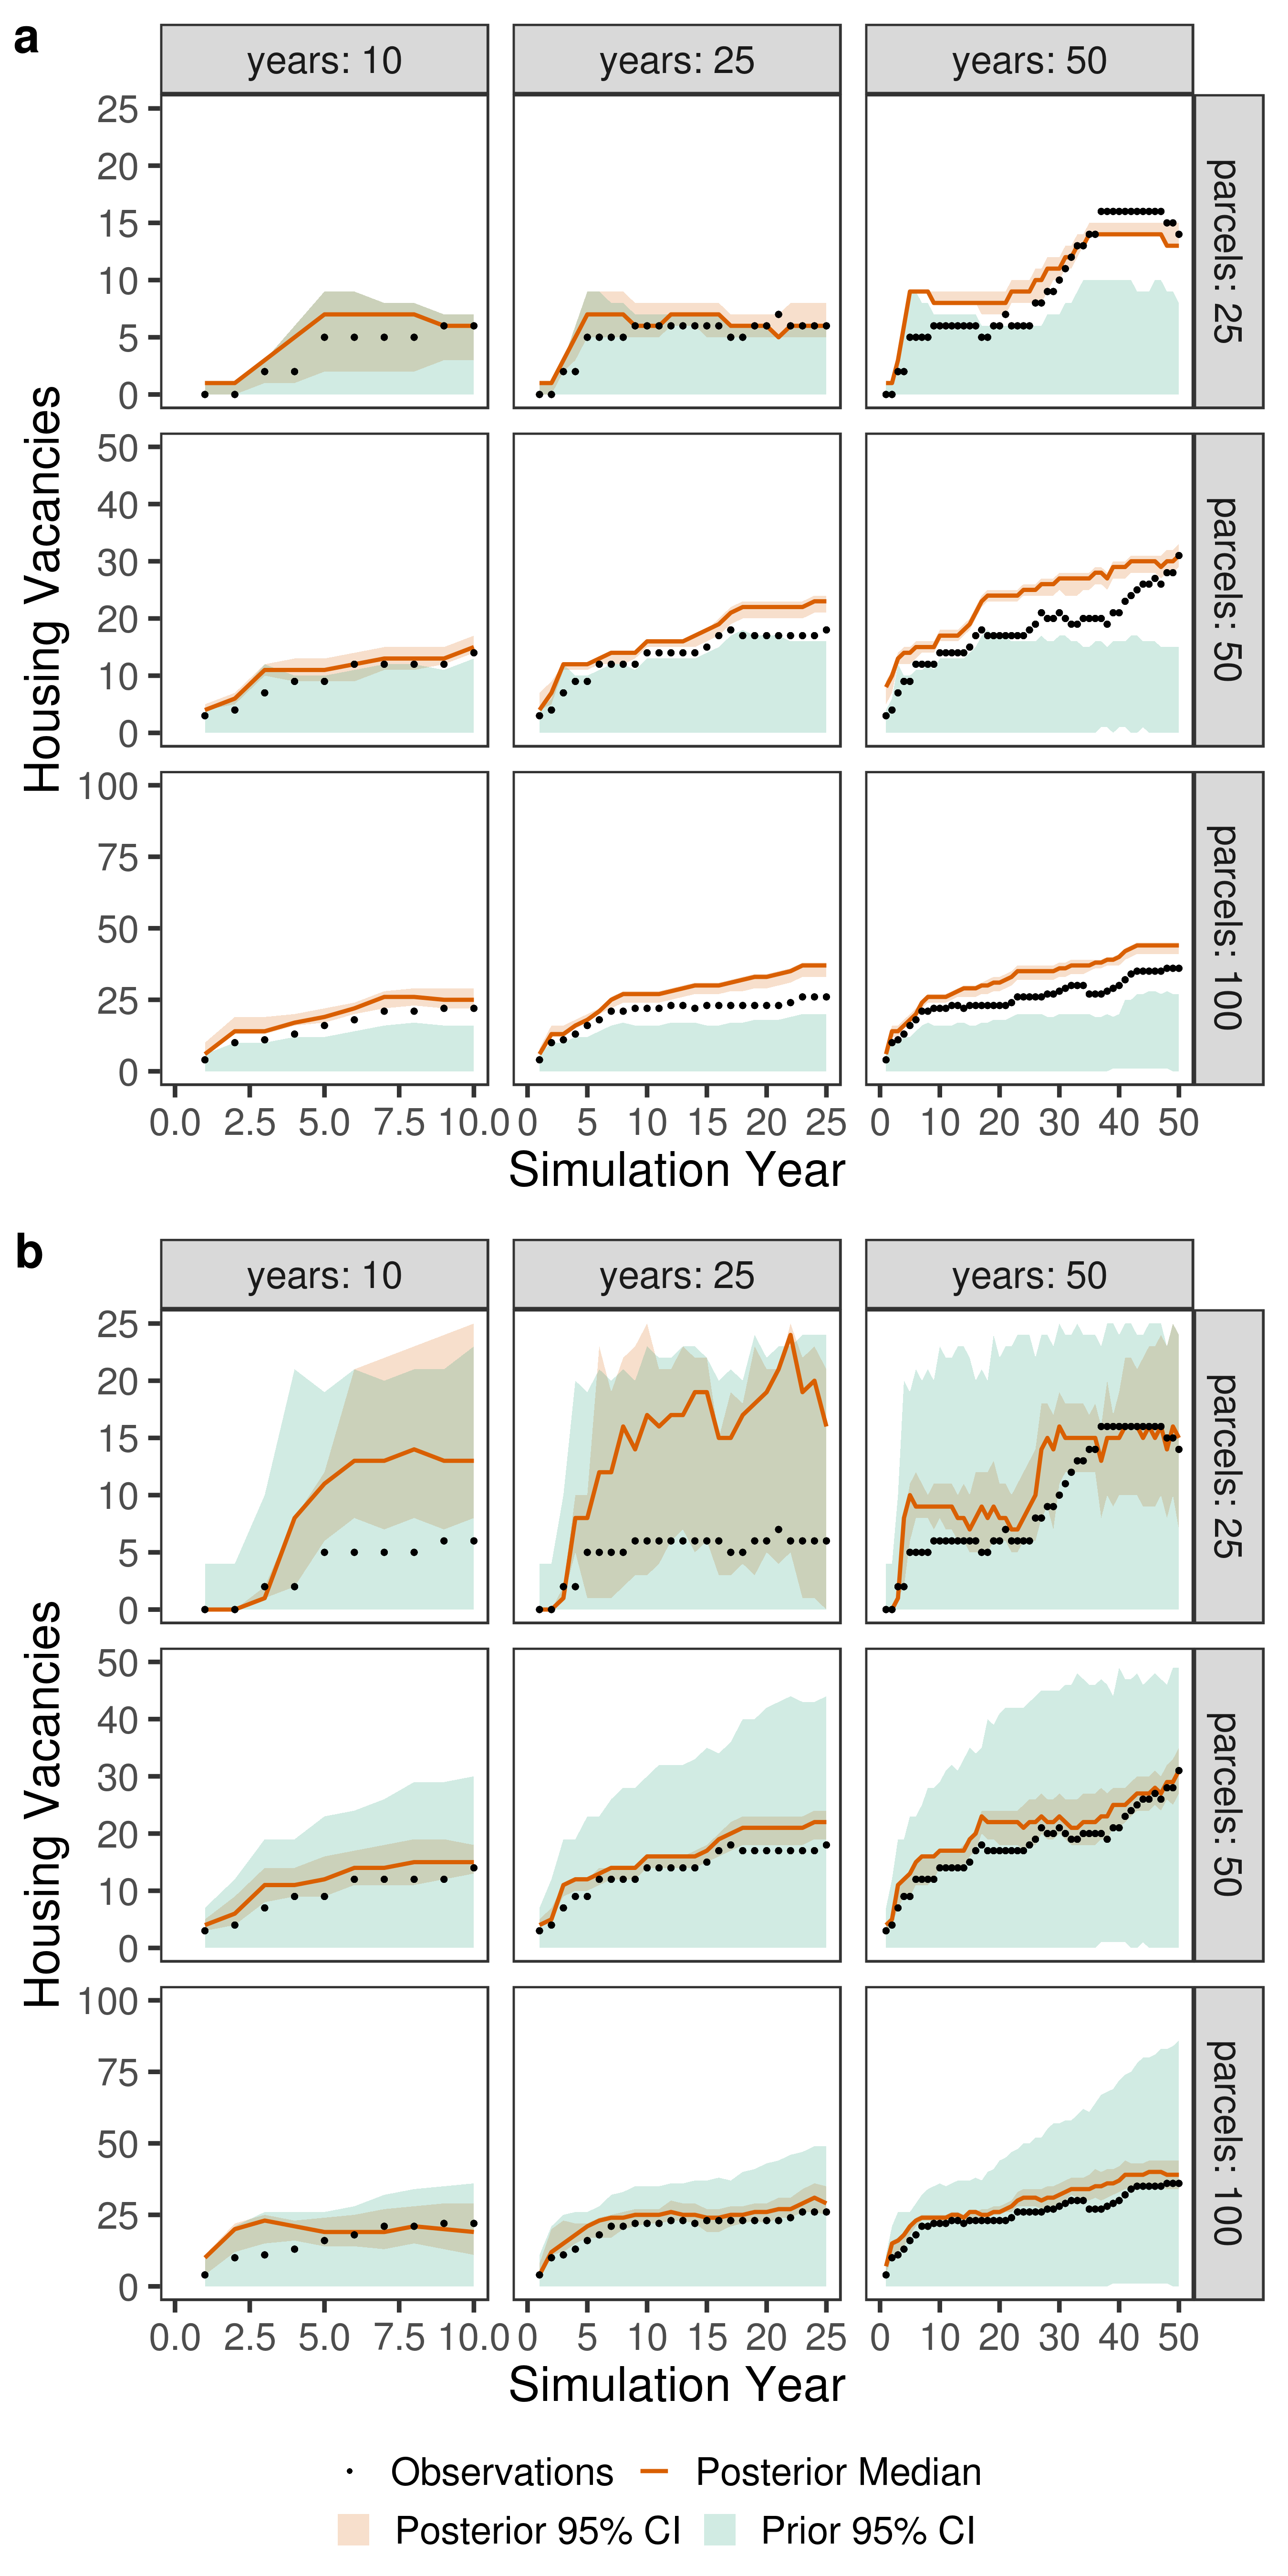 a
years: 10 years: 25 years: 50
Housing Vacancies
25
20
15
10
5
0
parcels: 25
50
40
30
20
10
0
parcels: 50
100
75
50
25
0
parcels: 100
0.0 2.5 5.0 7.5 10.0 0 5 10 15 20 25 0 10 20 30 40 50
Simulation Year
b
years: 10 years: 25 years: 50
Housing Vacancies
25
20
15
10
5
0
parcels: 25
50
40
30
20
10
0
parcels: 50
100
75
50
25
0
parcels: 100
0.0 2.5 5.0 7.5 10.0 0 5 10 15 20 25 0 10 20 30 40 50
Simulation Year
Observations Posterior Median
Posterior 95% CI Prior 95% CI